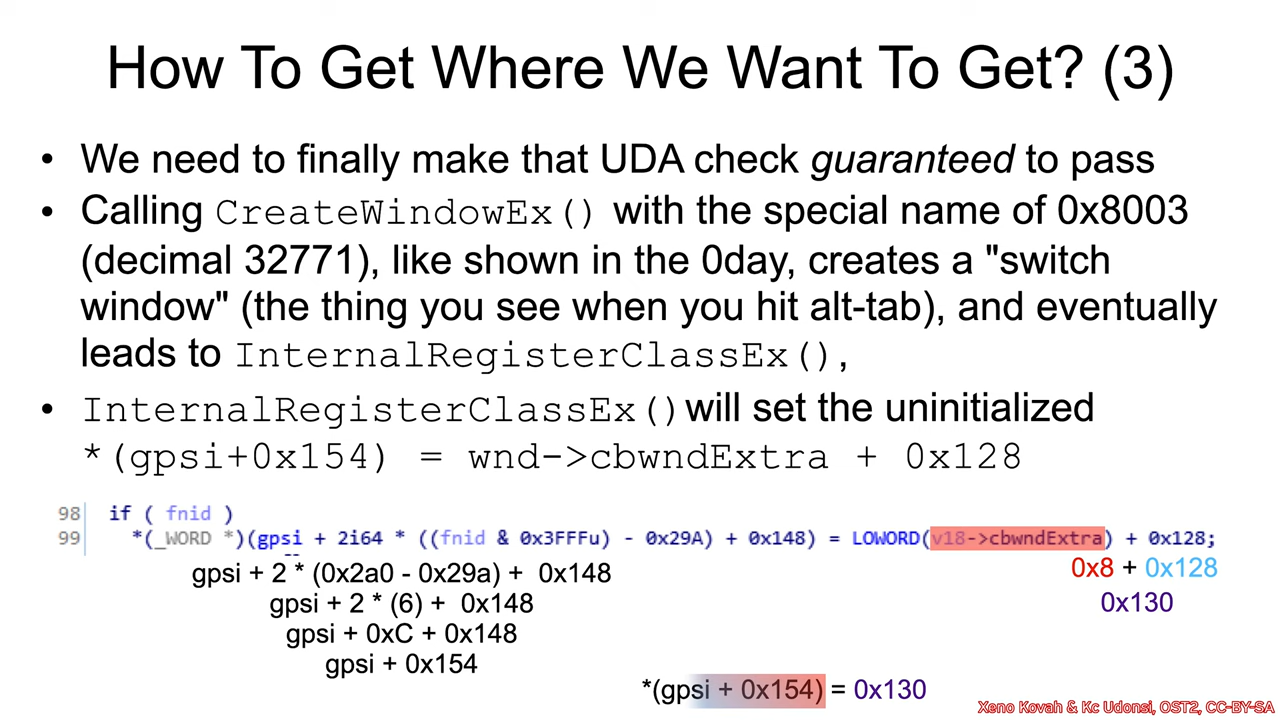 How To Get Where We Want To Get? (3)
• We need to finally make that UDA check guaranteed to pass
• Calling CreateWindowEx() with the special name of 0x8003
(decimal 32771), like shown in the 0day, creates a "switch
window" (the thing you see when you hit alt-tab), and eventually
leads to InternalRegisterClassEx(),
• InternalRegisterClassEx()will set the uninitialized
*(gpsi+0x154) = wnd->cbwndExtra + 0x128
98 if ( fnid )
99 *(_WORD *)(gpsi + 2i64 * ((fnid & 0x3FFFu) - 0x29A) + 0x148) = LOWORD(v18->cbwndExtra) + 0x128;
gpsi + 2 * (0x2a0 - 0x29a) + 0x148
0x8 + 0x128
gpsi + 2 * (6) + 0x148
0x130
gpsi + 0xC + 0x148
gpsi + 0x154
*(gpsi + 0x154) = 0x130
Xeno Kovah & Kc Udonsi, OST2, CC-BY-SA